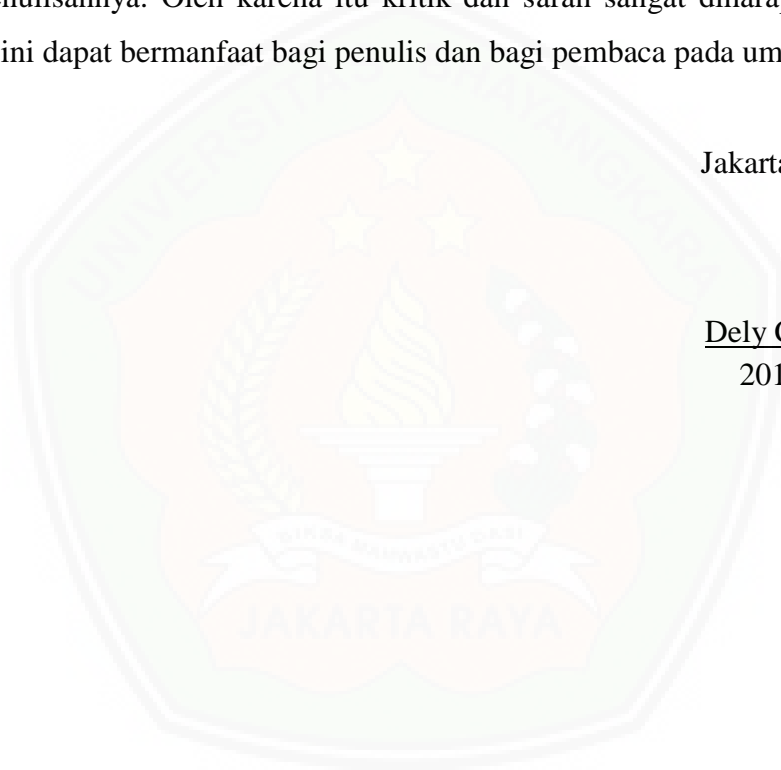 enulisannya. Oleh karena itu kritik dan saran sangat diharap
ini dapat bermanfaat bagi penulis dan bagi pembaca pada um
Jakarta
Dely
201
UNIVERSITAS BHAYANGKARA
JAKARTA RAYA